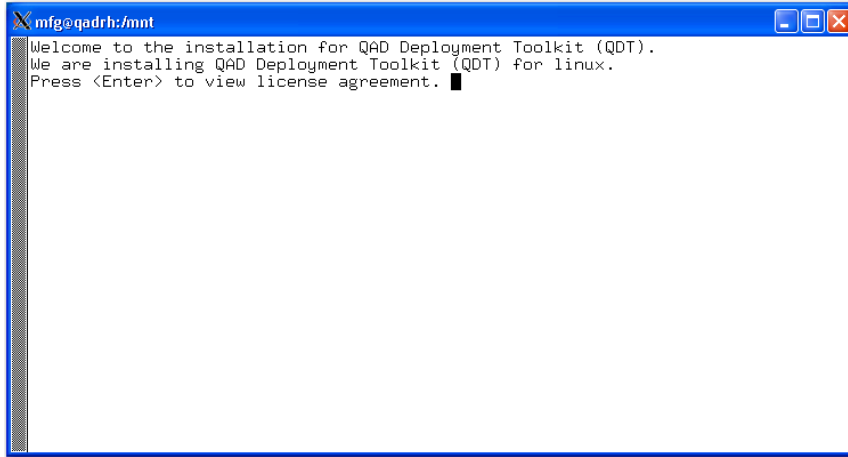 mfg@qadrh:/mnt
Welcome to the installation for QAD Deployment Toolkit (QDT).
We are installing QAD Deployment Toolkit (QDT) for linux.
Press <Enter> to view license agreement.